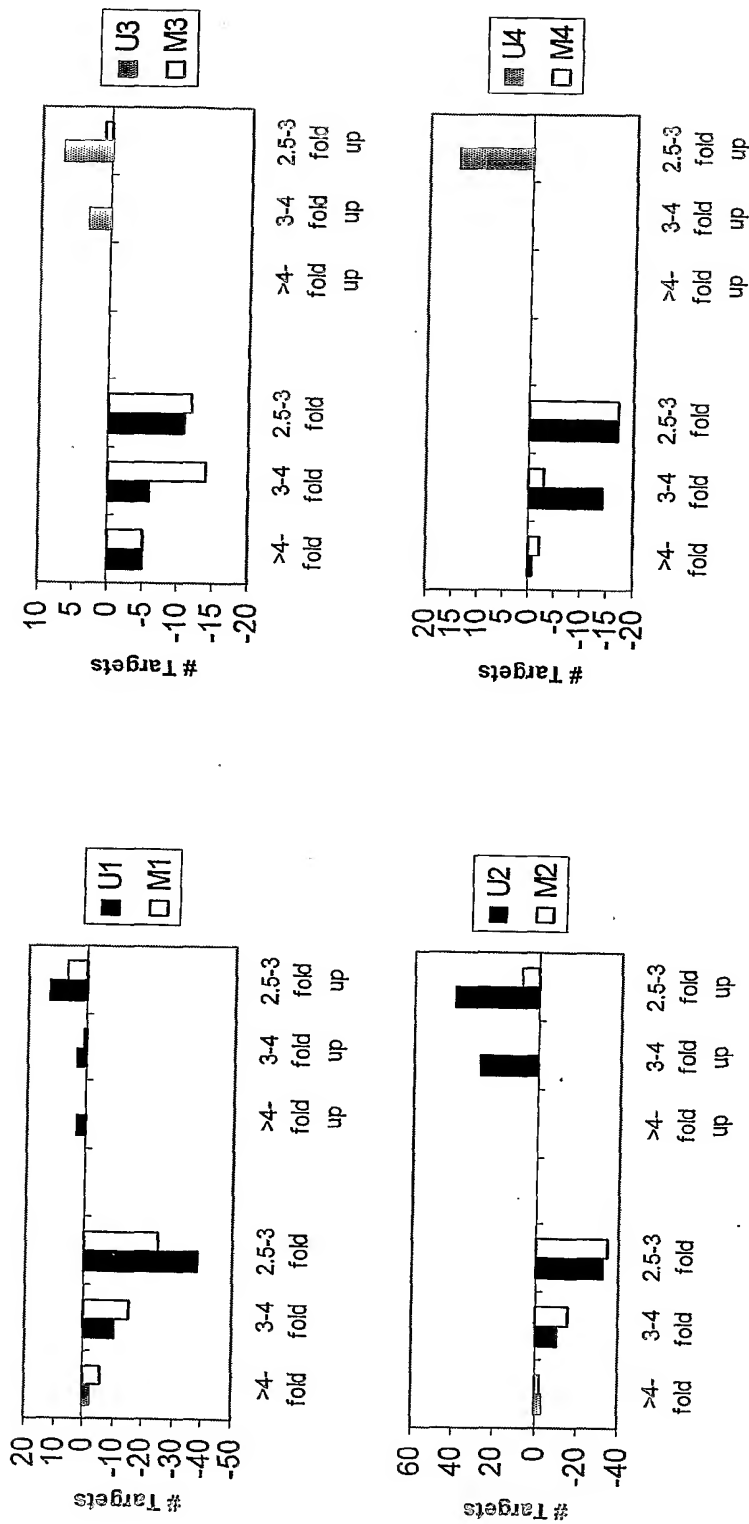 20
10
0
-10
-20
-30
-40
-50
# Targets
>4- 3-4 2.5-3 >4- 3-4 2.5-3
fold fold fold fold fold fold
up up up
U1
M1
10
5
0
-5
-10
-15
-20
# Targets
>4- 3-4 2.5-3 >4- 3-4 2.5-3
fold fold fold fold fold fold
up up up
U3
M3
60
40
20
0
-20
-40
# Targets
>4- 3-4 2.5-3 >4- 3-4 2.5-3
fold fold fold fold fold fold
up up up
U2
M2
20
15
10
5
0
-5
-10
-15
-20
# Targets
>4- 3-4 2.5-3 >4- 3-4 2.5-3
fold fold fold fold fold fold
up up up
U4
M4